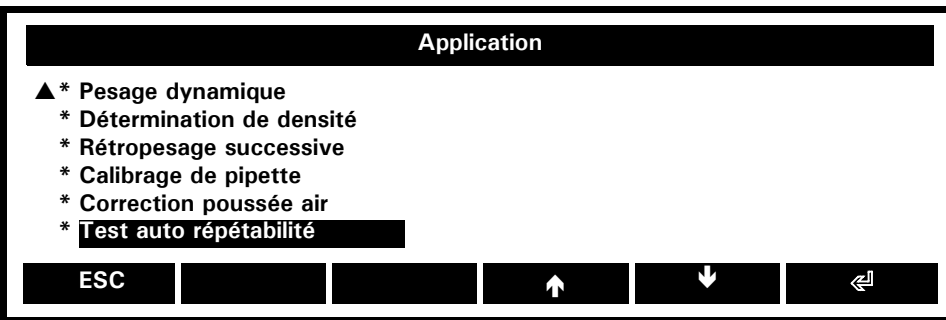 Application
▲* Pesage dynamique
* Détermination de densité
* Rétropesage successive
* Calibrage de pipette
* Correction poussée air
* Test auto répétabilité
ESC ↑ ↓ ⏎